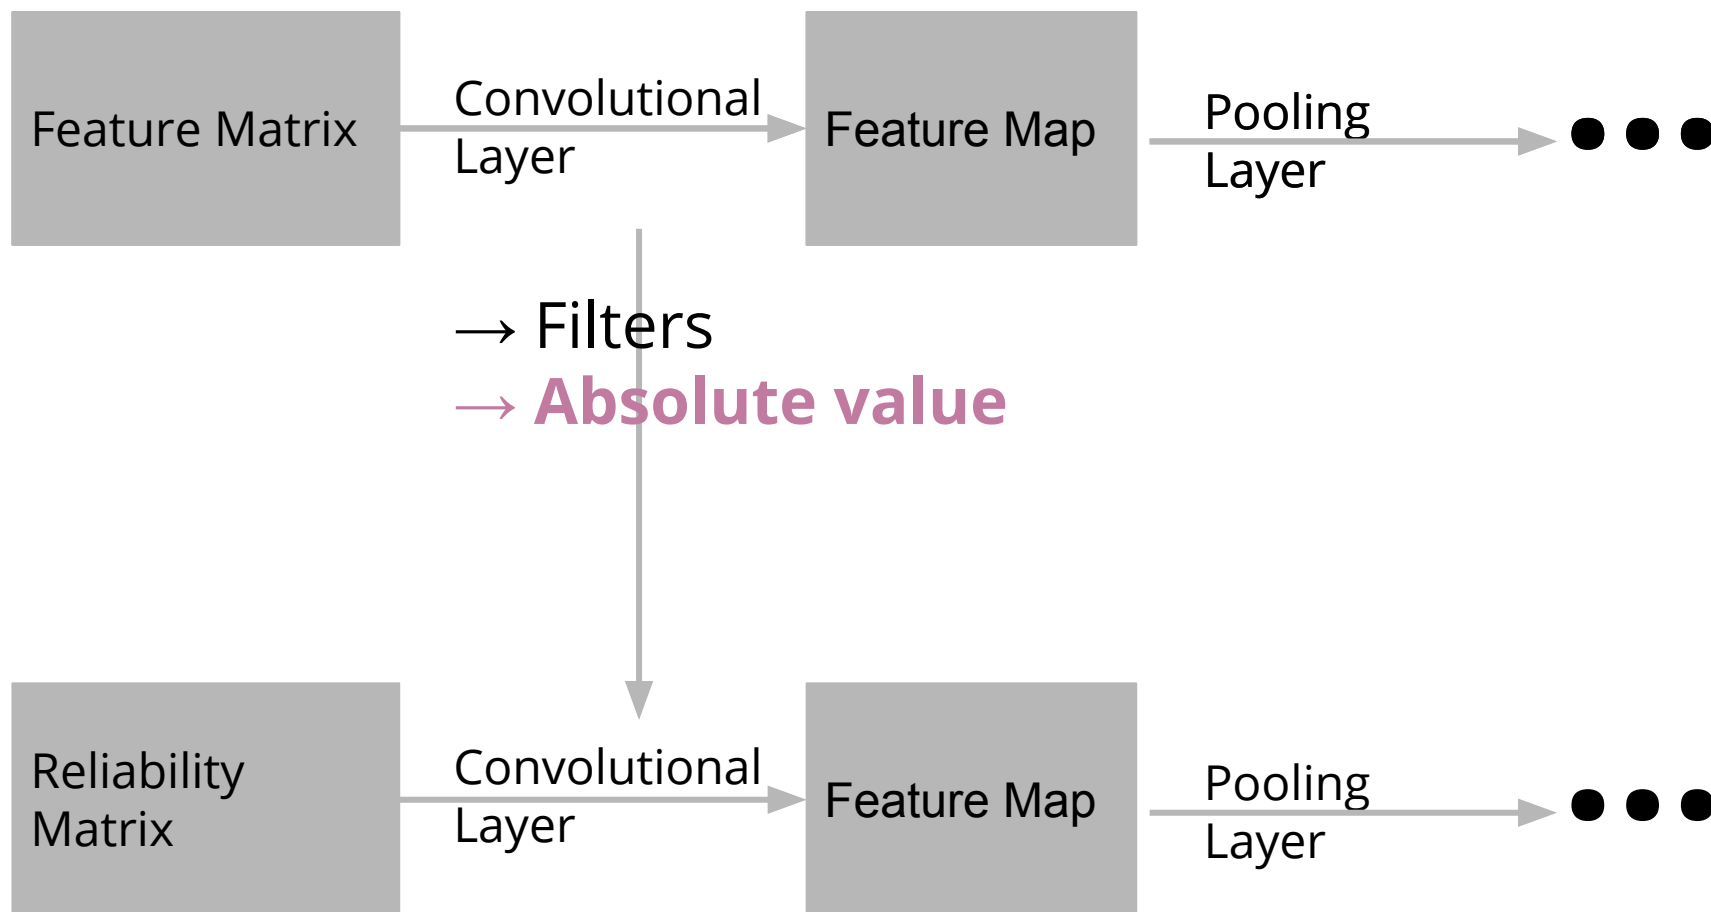 Feature Matrix
Convolutional
Layer
Feature Map
Pooling
Layer
→ Filters
→ Absolute value
Reliability
Matrix
Convolutional
Layer
Feature Map
Pooling
Layer